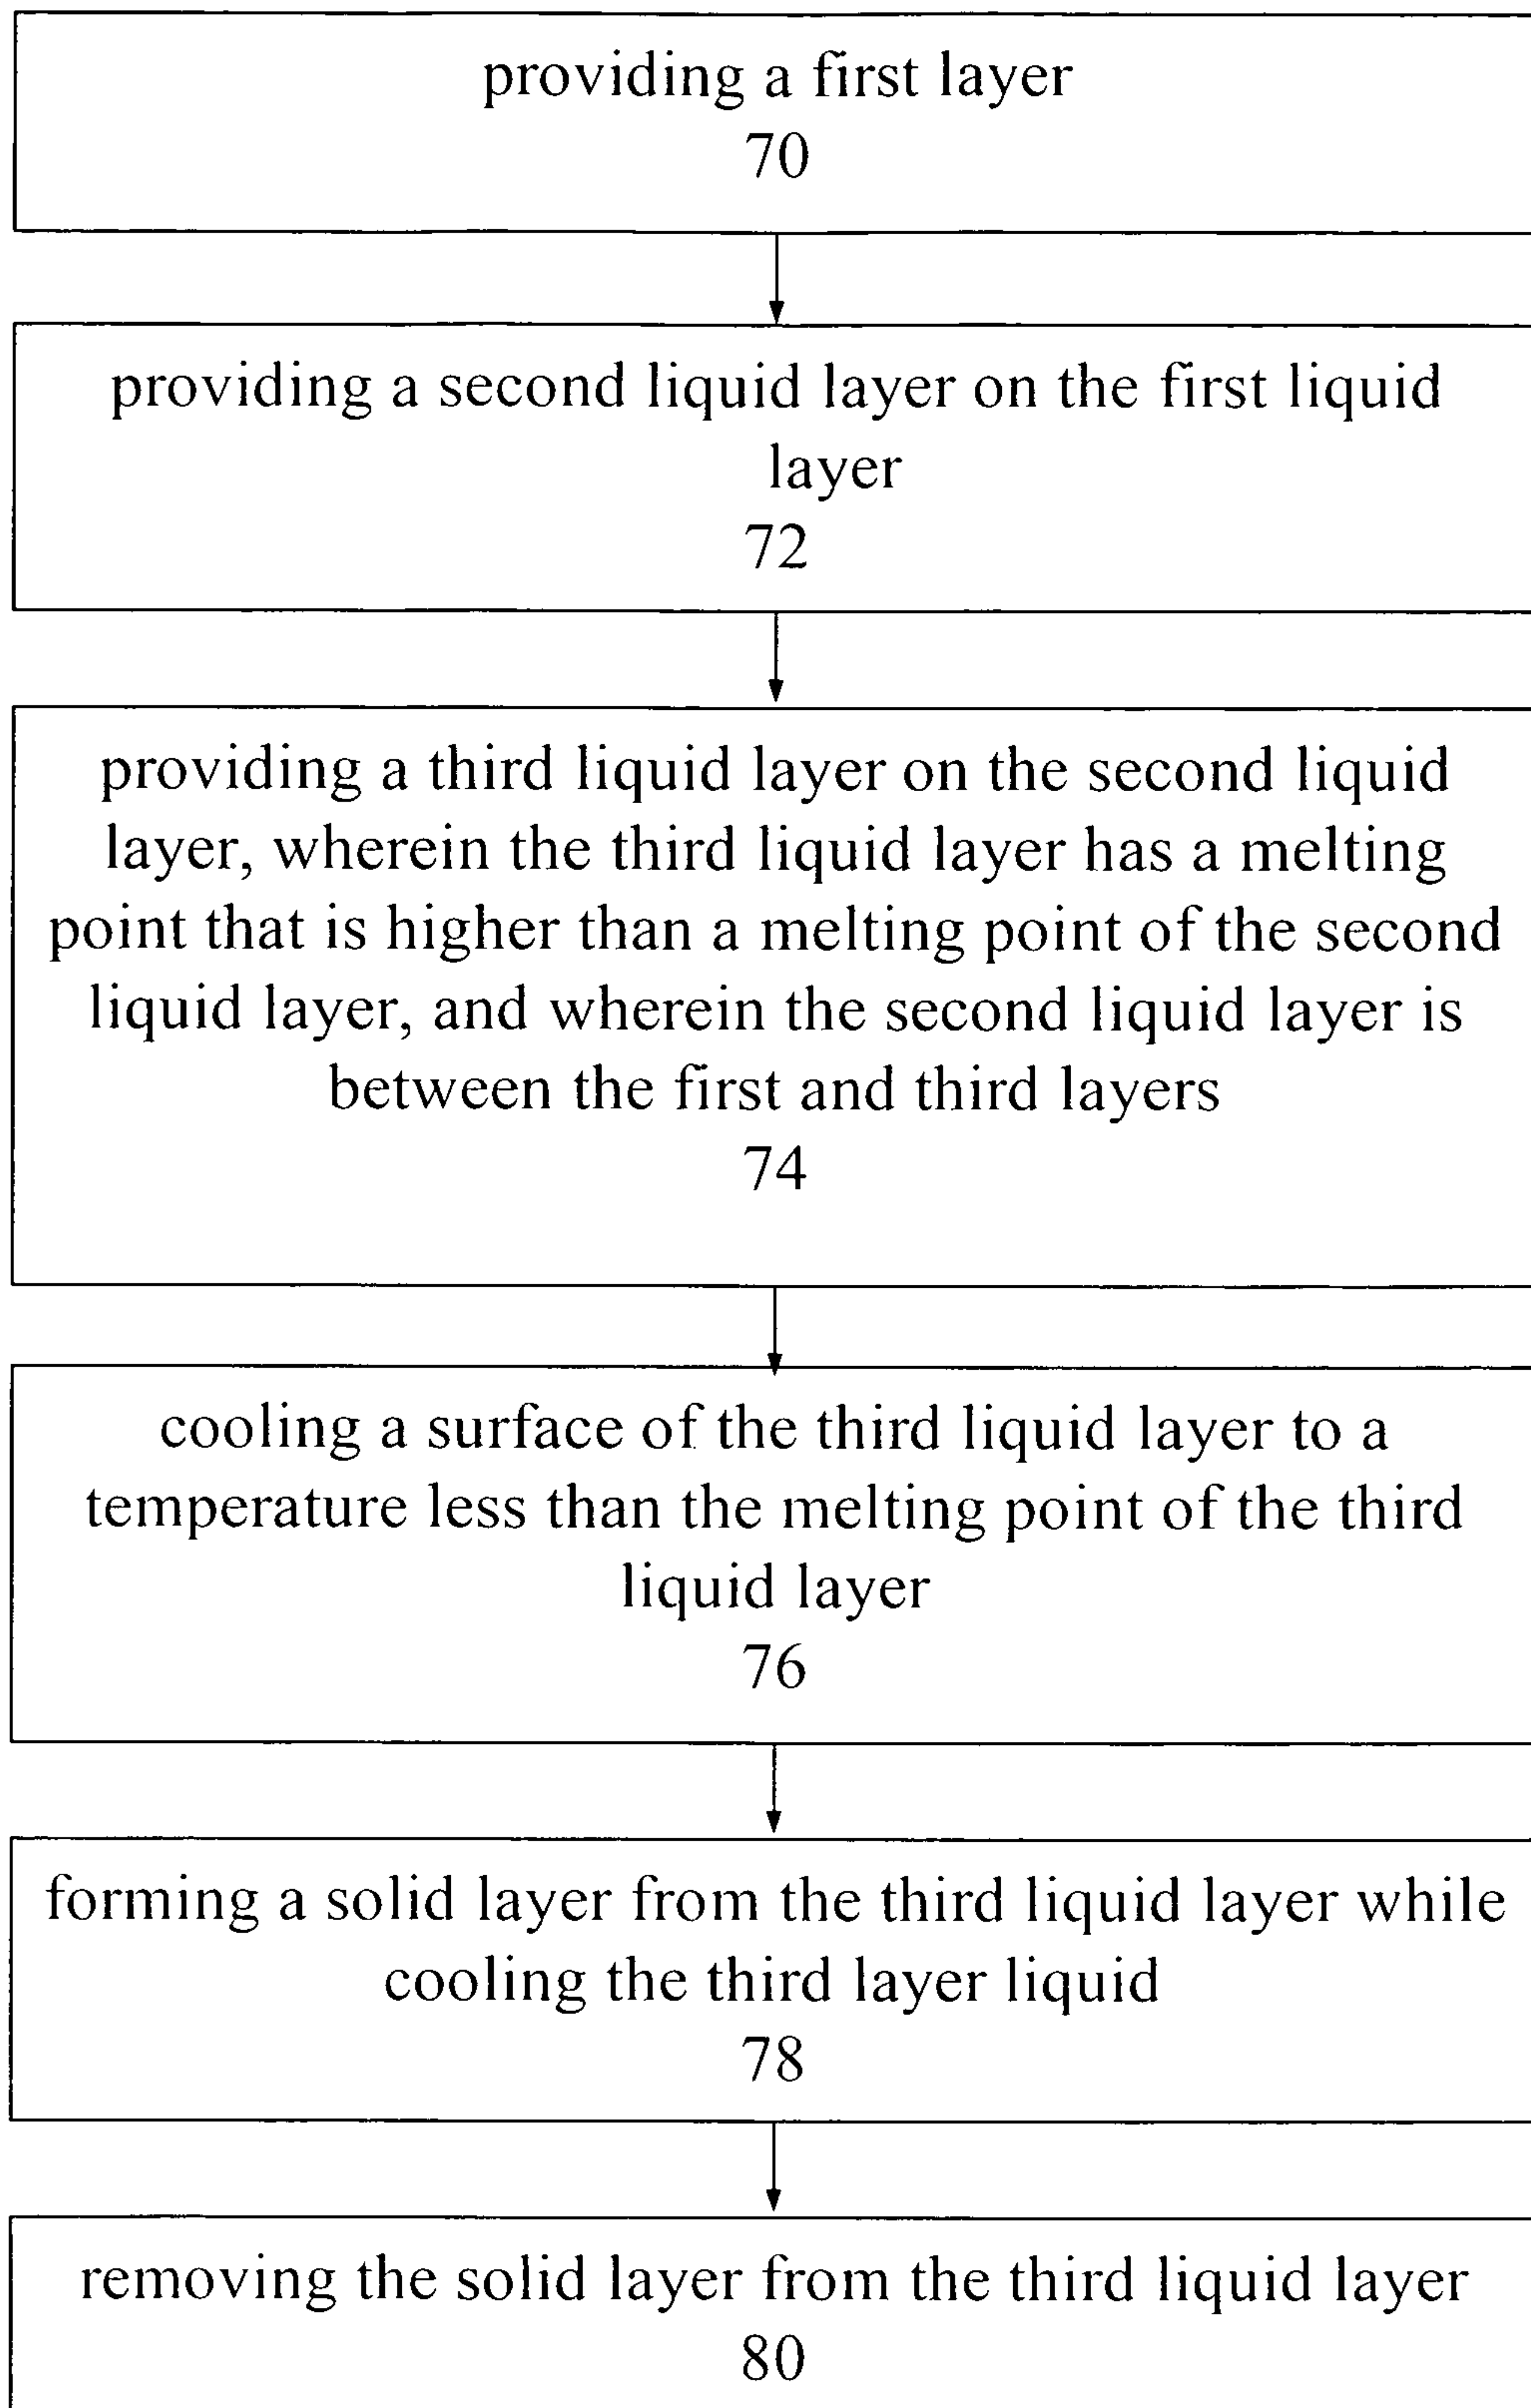 providing a first layer
70
providing a second liquid layer on the first liquid
layer
72
providing a third liquid layer on the second liquid
layer, wherein the third liquid layer has a melting
point that is higher than a melting point of the second
liquid layer, and wherein the second liquid layer is
between the first and third layers
74
cooling a surface of the third liquid layer to a
temperature less than the melting point of the third
liquid layer
76
forming a solid layer from the third liquid layer while
cooling the third layer liquid
78
removing the solid layer from the third liquid layer
80